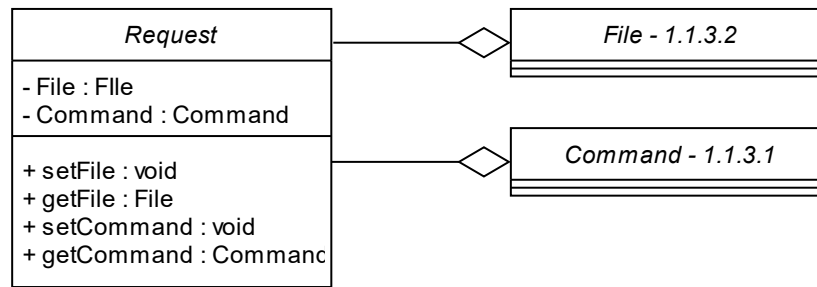 Request
- File : FIle
- Command : Command
+ setFile : void
+ getFile : File
+ setCommand : void
+ getCommand : Command
File - 1.1.3.2
Command - 1.1.3.1